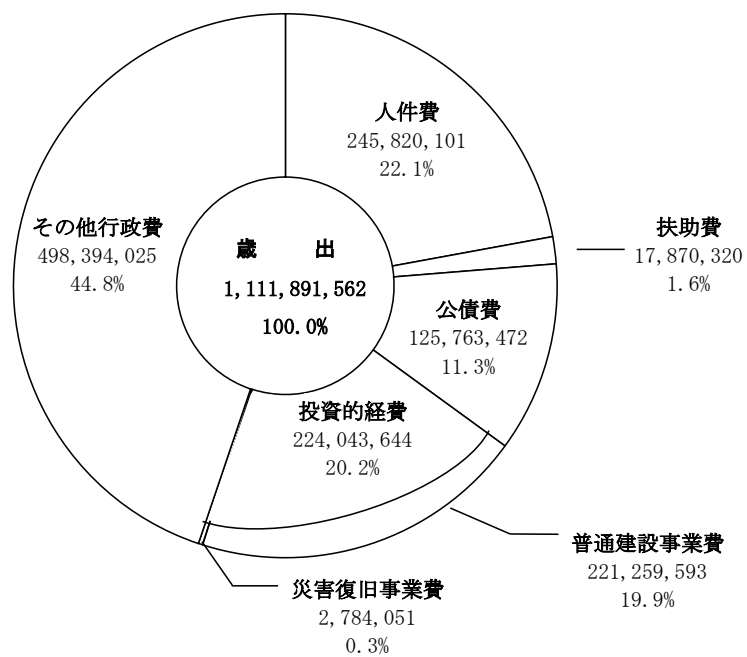 人件費
245,820,101
22.1%
扶助費
17,870,320
1.6%
その他行政費
498,394,025
44.8%
歳　出
1,111,891,562
100.0%
公債費
125,763,472
11.3%
投資的経費
224,043,644
20.2%
普通建設事業費
221,259,593
19.9%
災害復旧事業費
2,784,051
0.3%